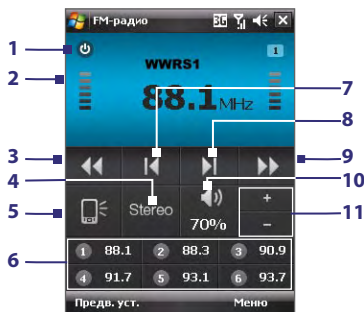 FM-радио 3G
1
1
WWRS1
2
88.1 MHz
7
8
3
9
4
10
5
Stereo
70%
+
-
11
6
1 88.1 2 88.3 3 90.9
4 91.7 5 93.1 6 93.7
Предв. уст. Меню